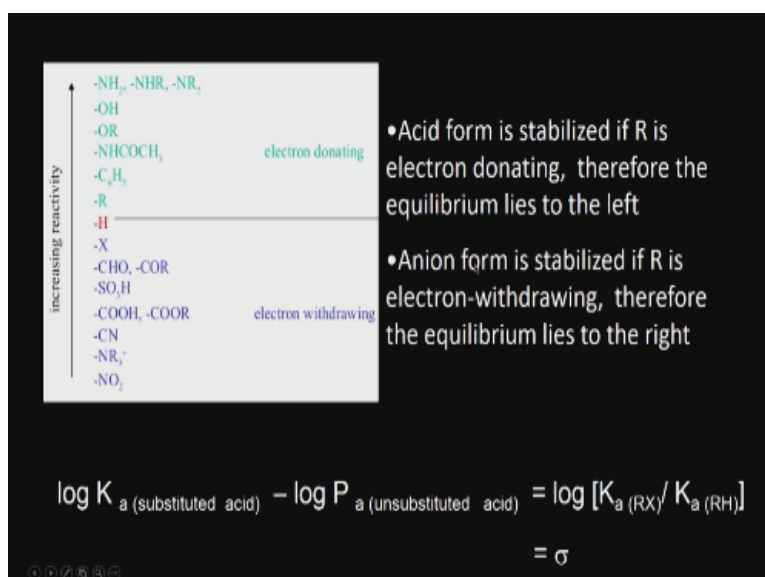 increasing reactivity
-NH₂, -NHR, -NR₂
-OH
-OR
-NHCOCH₃ electron donating
-C₆H₅
-R
-H
-X
-CHO, -COR
-SO₃H
-COOH, -COOR electron withdrawing
-CN
-NR₃⁺
-NO₂
•Acid form is stabilized if R is
electron donating, therefore the
equilibrium lies to the left
•Anion form is stabilized if R is
electron-withdrawing, therefore
the equilibrium lies to the right
log K a (substituted acid) – log P a (unsubstituted acid) = log [K a (RX)/ K a (RH)]
= σ